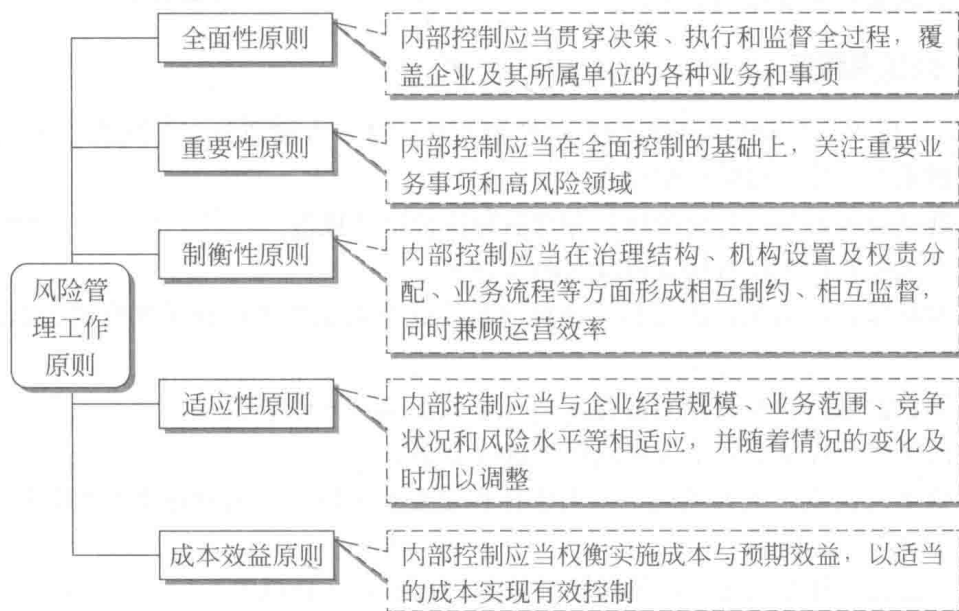 全面性原则
内部控制应当贯穿决策、执行和监督全过程，覆
盖企业及其所属单位的各种业务和事项
重要性原则
内部控制应当在全面控制的基础上，关注重要业
务事项和高风险领域
制衡性原则
内部控制应当在治理结构、机构设置及权责分
配、业务流程等方面形成相互制约、相互监督，
同时兼顾运营效率
风险管
理工作
原则
适应性原则
内部控制应当与企业经营规模、业务范围、竞争
状况和风险水平等相适应，并随着情况的变化及
时加以调整
成本效益原则
内部控制应当权衡实施成本与预期效益，以适当
的成本实现有效控制